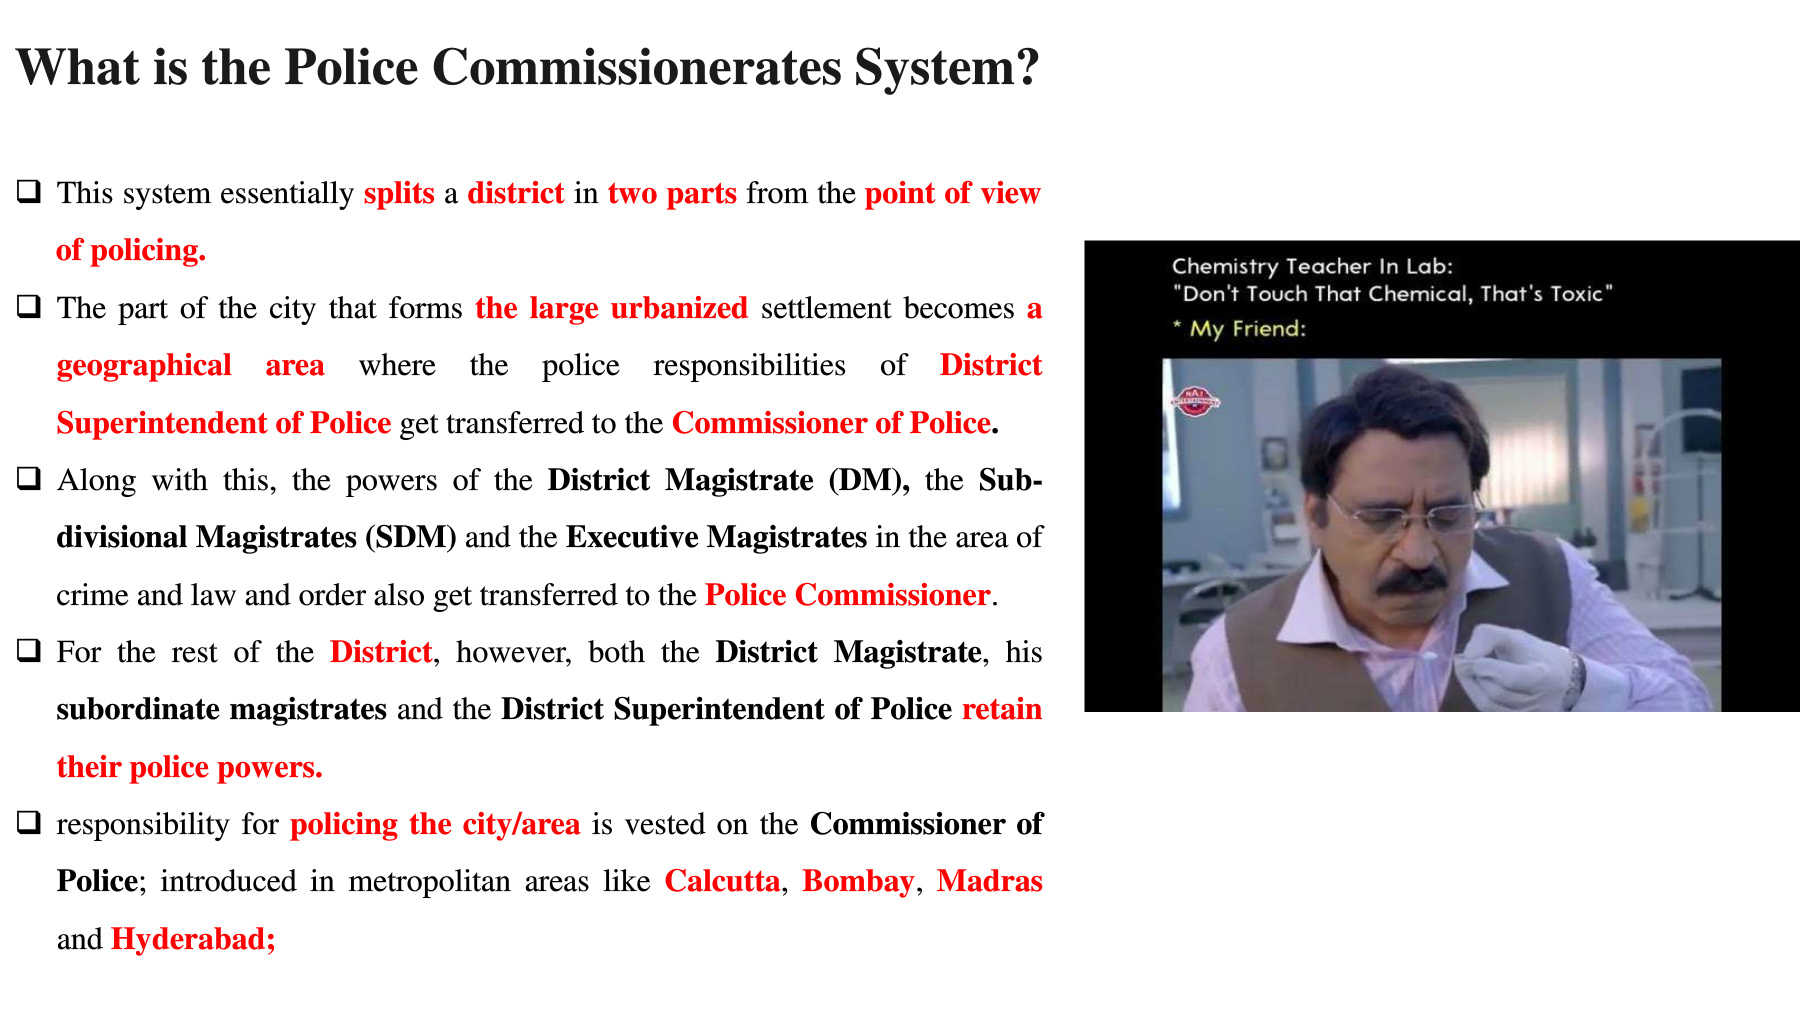 What is the Police Commissionerates System?
❑ This system essentially splits a district in two parts from the point of view
of policing.
❑ The part of the city that forms the large urbanized settlement becomes a
geographical area where the police responsibilities of District
Superintendent of Police get transferred to the Commissioner of Police.
❑ Along with this, the powers of the District Magistrate (DM), the Sub-
divisional Magistrates (SDM) and the Executive Magistrates in the area of
crime and law and order also get transferred to the Police Commissioner.
❑ For the rest of the District, however, both the District Magistrate, his
subordinate magistrates and the District Superintendent of Police retain
their police powers.
❑ responsibility for policing the city/area is vested on the Commissioner of
Police; introduced in metropolitan areas like Calcutta, Bombay, Madras
and Hyderabad;
Chemistry Teacher In Lab:
"Don't Touch That Chemical, That's Toxic"
* My Friend:
NAJ
ENTERTAINMENT